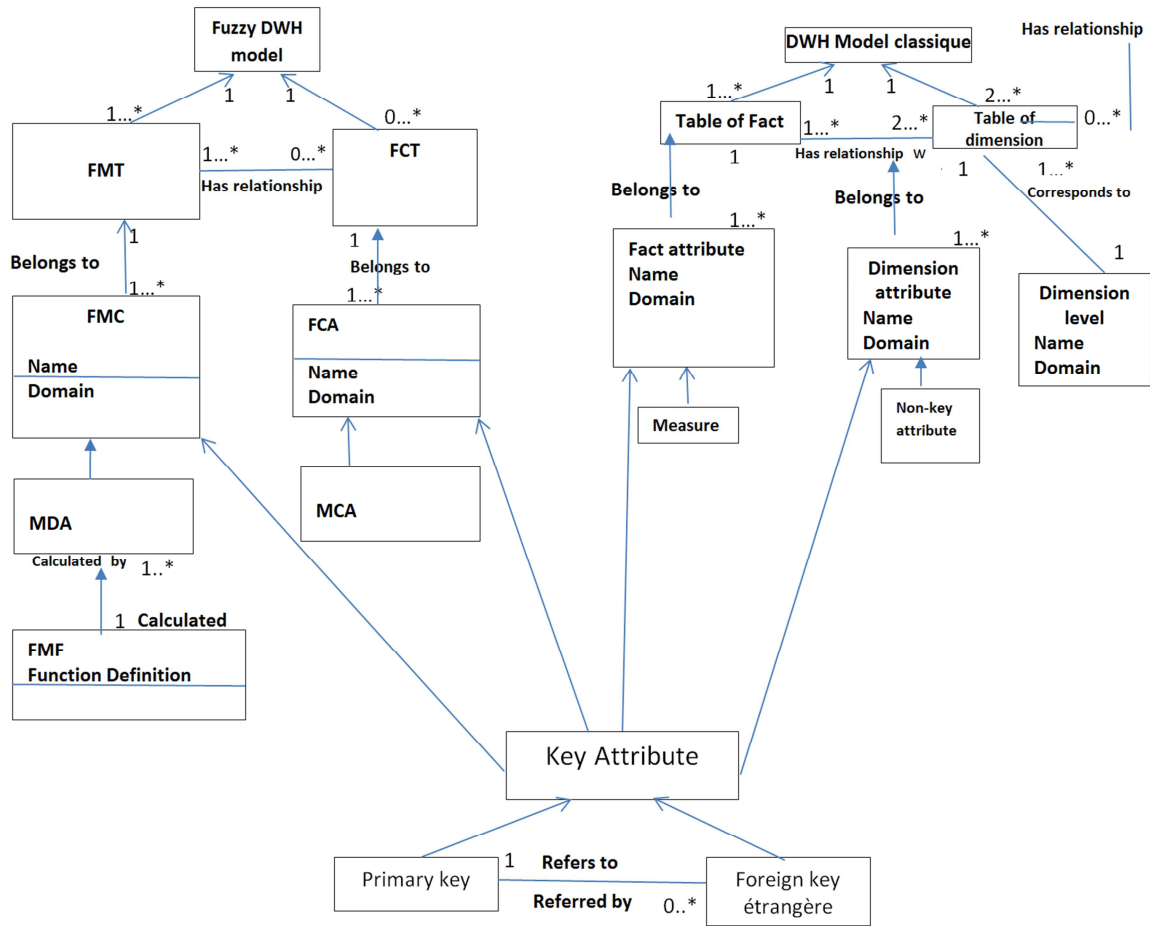 Fuzzy DWH
model
DWH Model classique
Has relationship
1...*
1
1
0...*
1...*
1
1
2...*
FMT
1...*
0...*
Has relationship
FCT
Table of Fact
1...*
2...*
Has relationship w
1
Table of
dimension
0...*
1
1...*
Corresponds to
1
Belongs to
1...*
1
Belongs to
1...*
Belongs to
1...*
Belongs to
1...*
1
FMC
Name
Domain
FCA
Name
Domain
Fact attribute
Name
Domain
Dimension
attribute
Name
Domain
Dimension
level
Name
Domain
Measure
Non-key
attribute
MDA
MCA
Calculated by
1..*
1
Calculated
FMF
Function Definition
Key Attribute
Primary key
1
Refers to
Referred by
0..*
Foreign key
étrangère